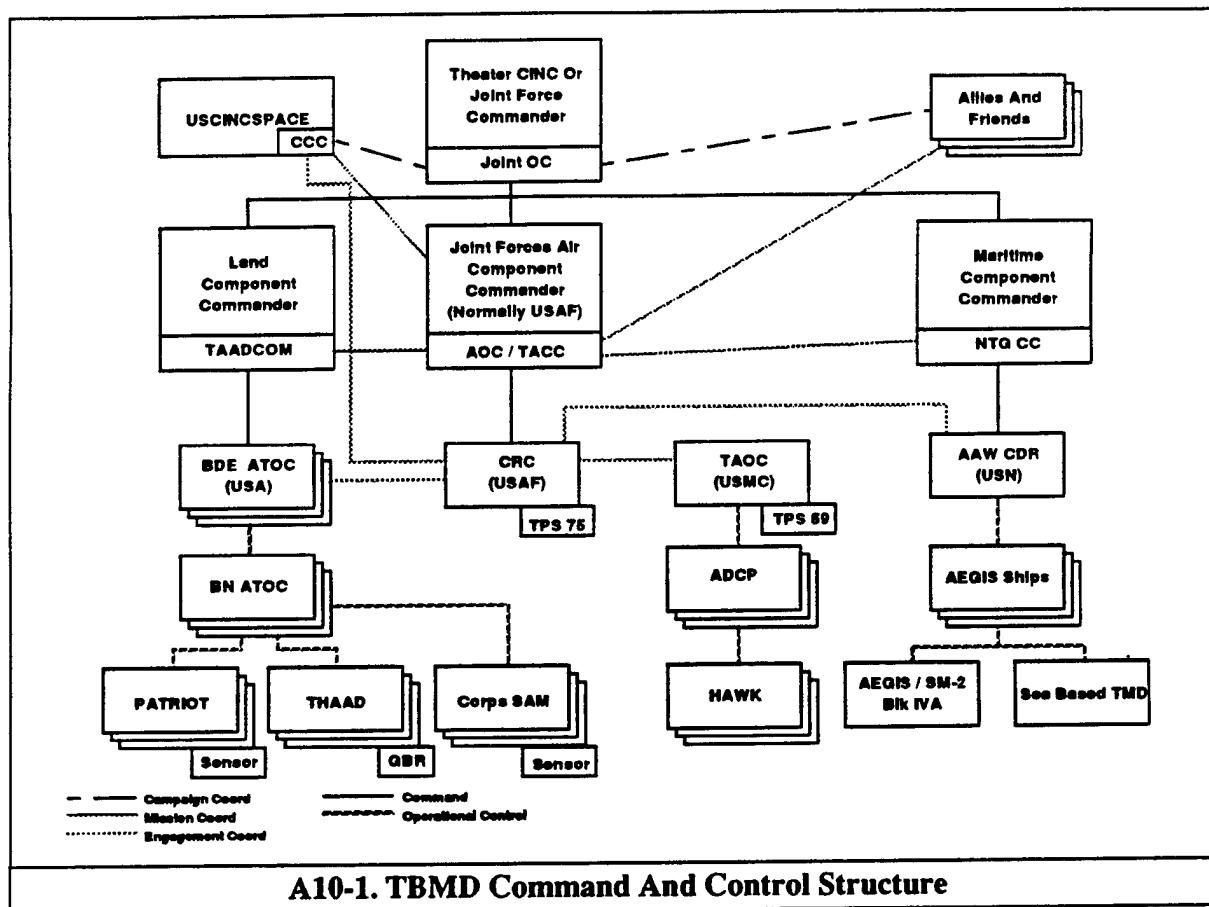 Theater CINC Or
Joint Force
Commander
Joint OC
USCINCSPACE
CCC
Allies And
Friends
Land
Component
Commander
TAADCOM
Joint Forces Air
Component
Commander
(Normally USAF)
AOC / TACC
Maritime
Component
Commander
NTG CC
BDE ATOC
(USA)
CRC
(USAF)
TPS 75
TAOC
(USMC)
TPS 59
AAW CDR
(USN)
BN ATOC
ADCP
AEGIS Ships
PATRIOT
Sensor
THAAD
GBR
Corps SAM
Sensor
HAWK
AEGIS / SM-2
Blk IVA
Sea Based TMD
Campaign Coord
Mission Coord
Engagement Coord
Command
Operational Control
A10-1. TBMD Command And Control Structure